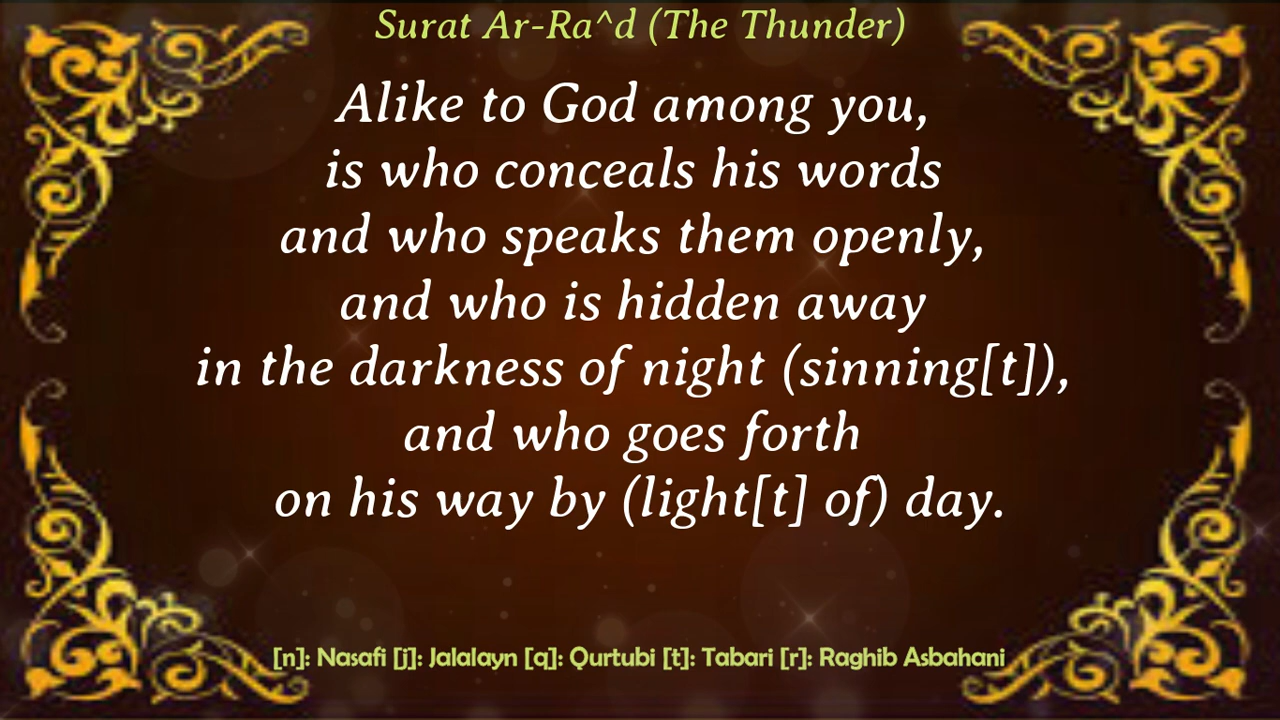 Surat Ar-Ra^d (The Thunder)
Alike to God among you,
is who conceals his words
and who speaks them openly,
and who is hidden away
in the darkness of night (sinning[t]),
and who goes forth
on his way by (light[t] of) day.
[n]: Nasafi [j]: Jalalayn [q]: Qurtubi [t]: Tabari [r]: Raghib Asbahani